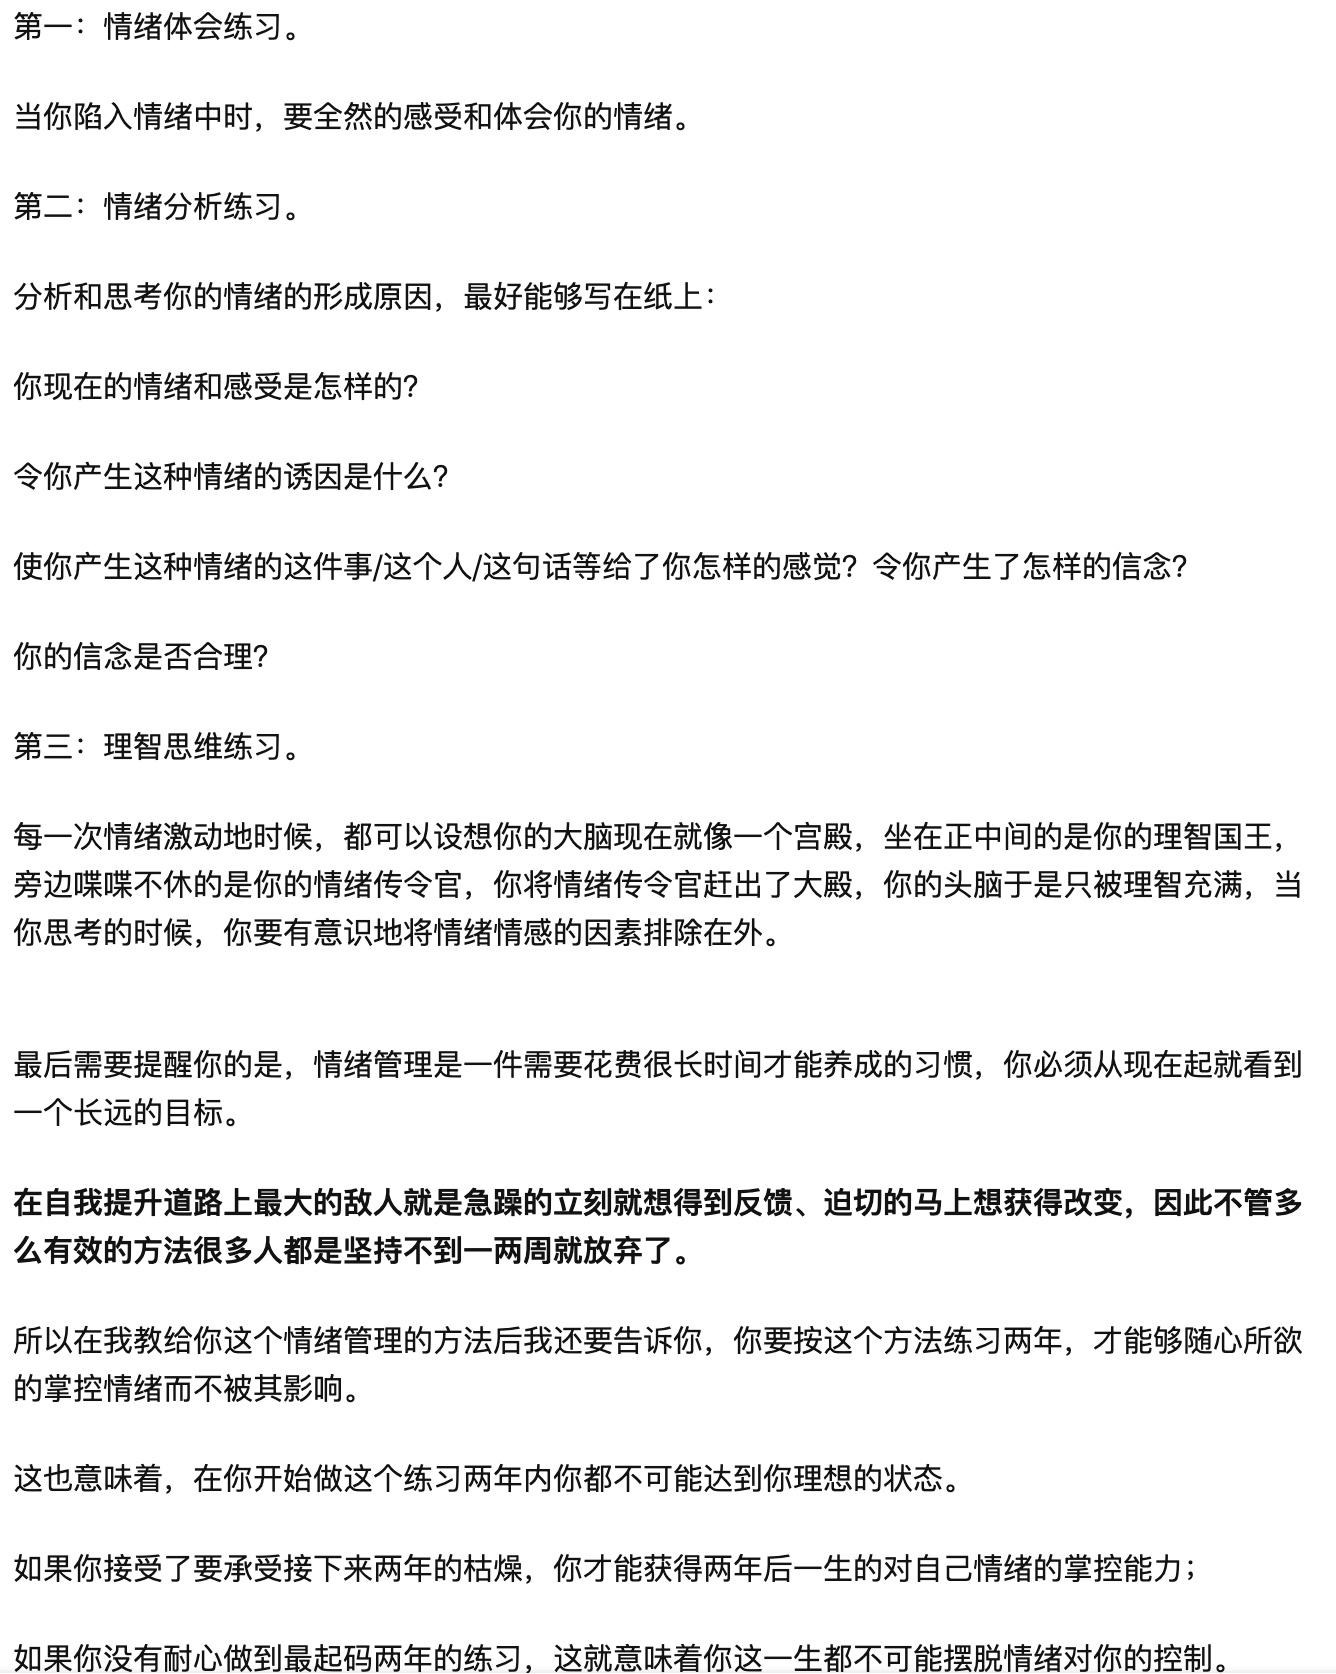 第一：情绪体会练习。
当你陷入情绪中时，要全然的感受和体会你的情绪。
第二：情绪分析练习。
分析和思考你的情绪的形成原因，最好能够写在纸上：
你现在的情绪和感受是怎样的？
令你产生这种情绪的诱因是什么？
使你产生这种情绪的这件事/这个人/这句话等给了你怎样的感觉？令你产生了怎样的信念？
你的信念是否合理？
第三：理智思维练习。
每一次情绪激动地时候，都可以设想你的大脑现在就像一个宫殿，坐在正中间的是你的理智国王，
旁边喋喋不休的是你的情绪传令官，你将情绪传令官赶出了大殿，你的头脑于是只被理智充满，当
你思考的时候，你要有意识地将情绪情感的因素排除在外。
最后需要提醒你的是，情绪管理是一件需要花费很长时间才能养成的习惯，你必须从现在起就看到
一个长远的目标。
在自我提升道路上最大的敌人就是急躁的立刻就想得到反馈、迫切的马上想获得改变，因此不管多
么有效的方法很多人都是坚持不到一两周就放弃了。
所以在我教给你这个情绪管理的方法后我还要告诉你，你要按这个方法练习两年，才能够随心所欲
的掌控情绪而不被其影响。
这也意味着，在你开始做这个练习两年内你都不可能达到你理想的状态。
如果你接受了要承受接下来两年的枯燥，你才能获得两年后一生的对自己情绪的掌控能力；
如果你没有耐心做到最起码两年的练习，这就意味着你这一生都不可能摆脱情绪对你的控制。